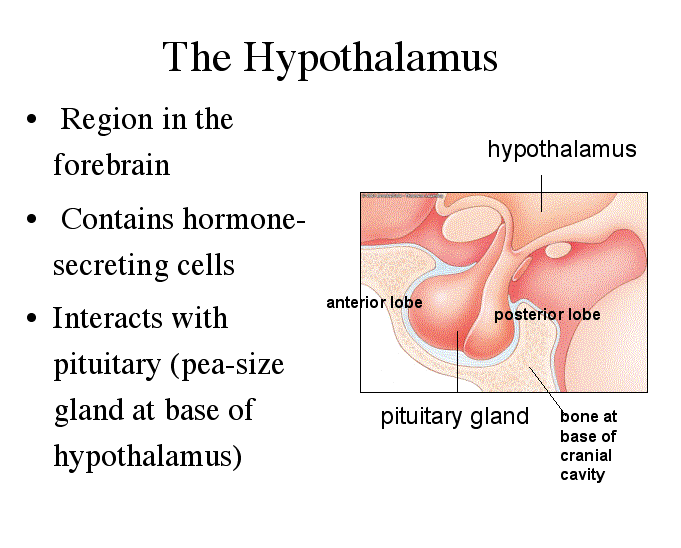 The Hypothalamus
• Region in the
forebrain
• Contains hormone-
secreting cells
• Interacts with
pituitary (pea-size
gland at base of
hypothalamus)
hypothalamus
anterior lobe
posterior lobe
pituitary gland
bone at
base of
cranial
cavity